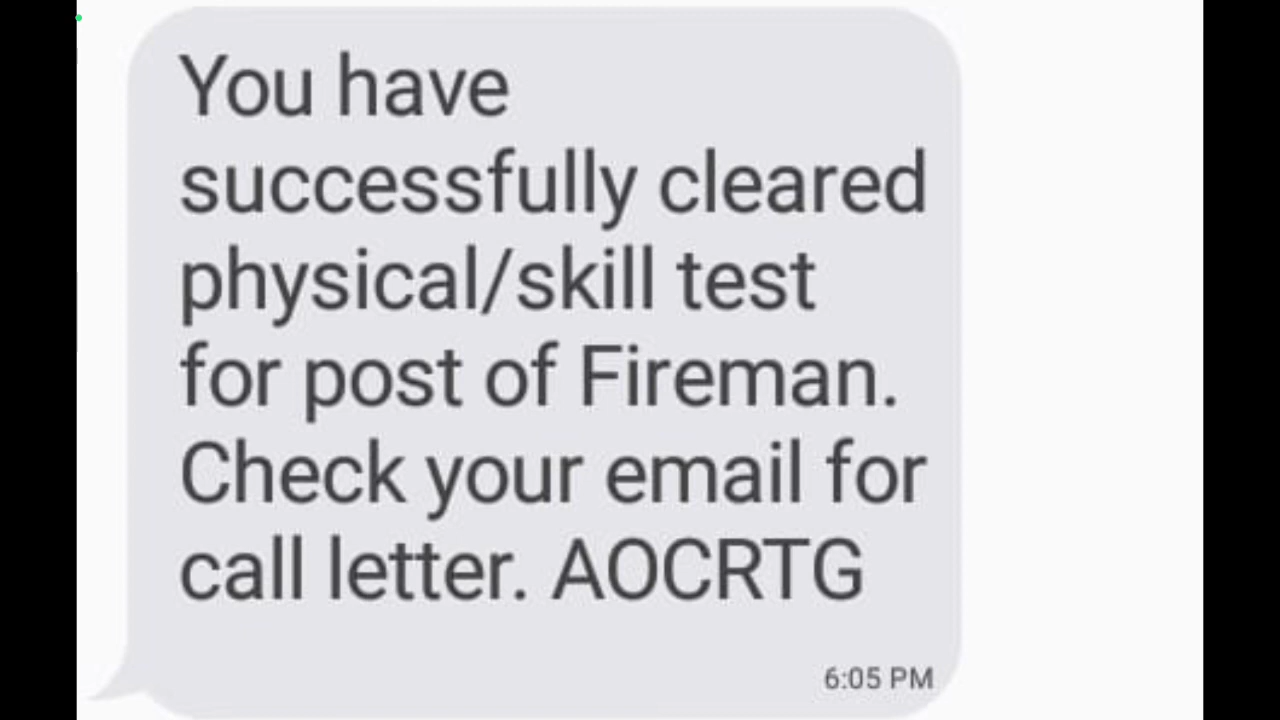 You have
successfully cleared
physical/skill test
for post of Fireman.
Check your email for
call letter. AOCRTG
6:05 PM